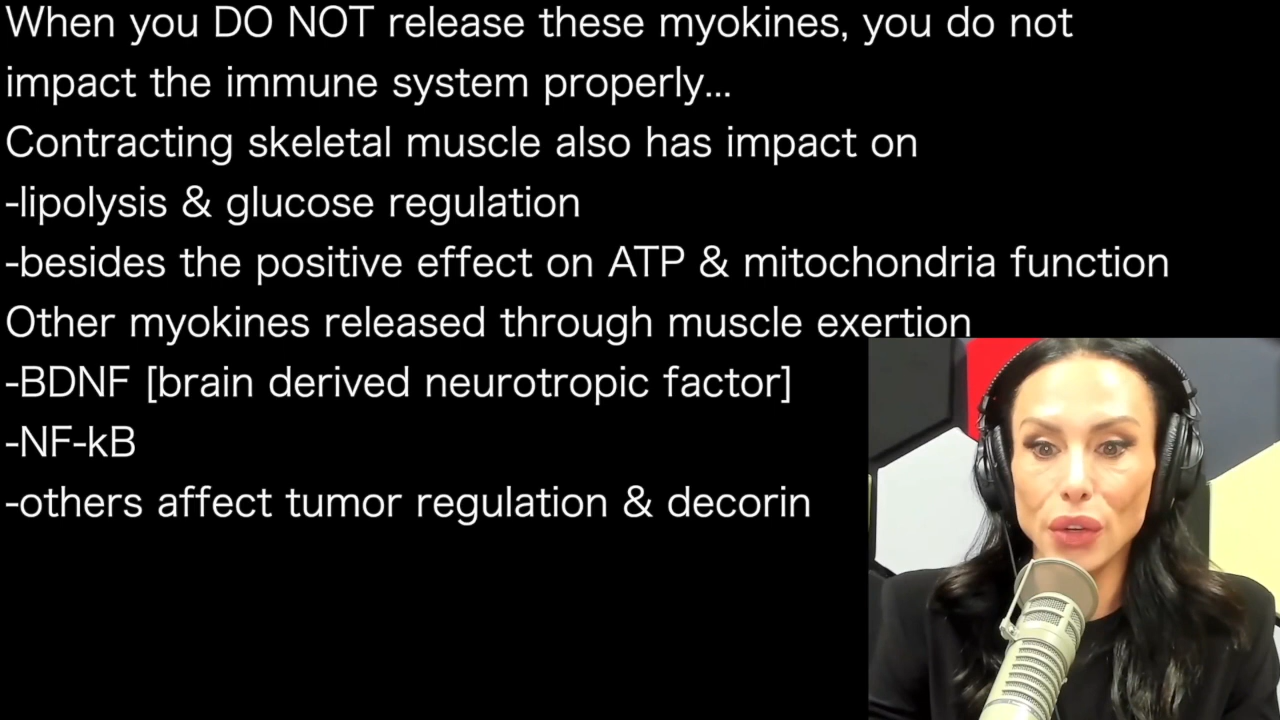 When you DO NOT release these myokines, you do not
impact the immune system properly...
Contracting skeletal muscle also has impact on
-lipolysis & glucose regulation
-besides the positive effect on ATP & mitochondria function
Other myokines released through muscle exertion
-BDNF [brain derived neurotropic factor]
-NF-kB
-others affect tumor regulation & decorin